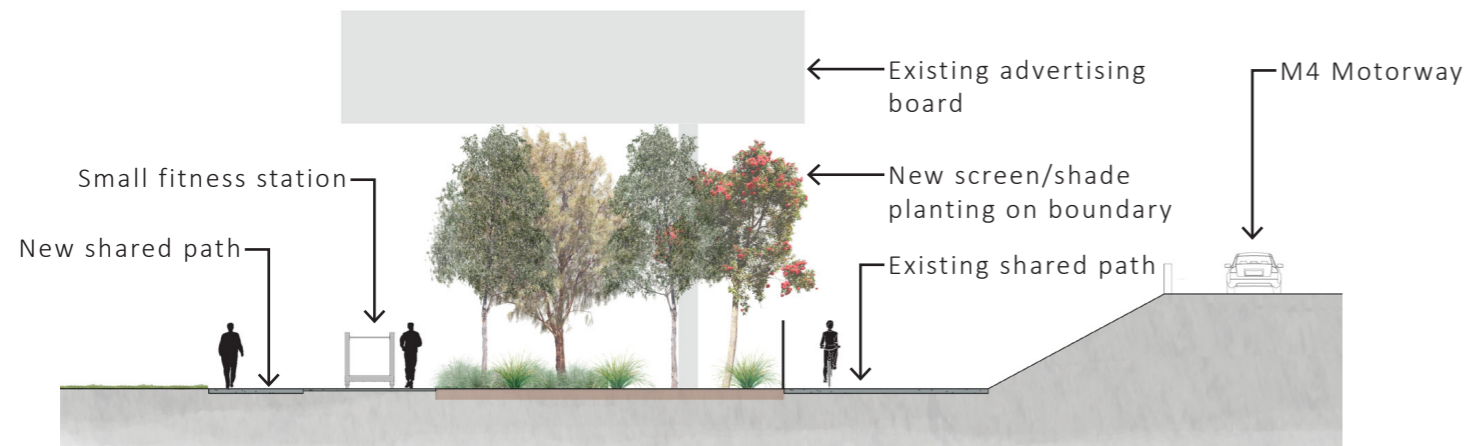 Existing advertising
board
M4 Motorway
Small fitness station
New screen/shade
planting on boundary
New shared path
Existing shared path